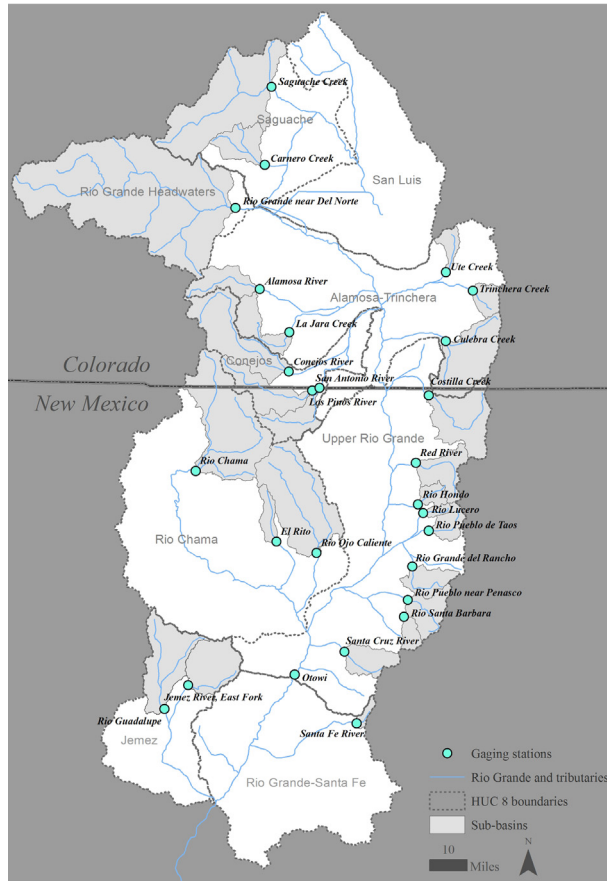 Saguache Creek
Saguache
Carnero Creek
San Luis
Rio Grande Headwaters
Rio Grande near Del Norte
Ute Creek
Alamosa River
Trinchera Creek
Alamosa-Trinchera
La Jara Creek
Culebra Creek
Colorado
Conejos
Conejos River
San Antonio River
Costilla Creek
New Mexico
Los Pinos River
Upper Rio Grande
Red River
Rio Chama
Rio Hondo
Rio Lucero
Rio Pueblo de Taos
El Rito
Rio Chama
Rio Ojo Caliente
Rio Grande del Rancho
Rio Pueblo near Penasco
Rio Santa Barbara
Santa Cruz River
Otowi
Jemez River, East Fork
Rio Guadalupe
Santa Fe River
Jemez
Rio Grande-Santa Fe
Gaging stations
Rio Grande and tributaries
HUC 8 boundaries
Sub-basins
N
10
Miles